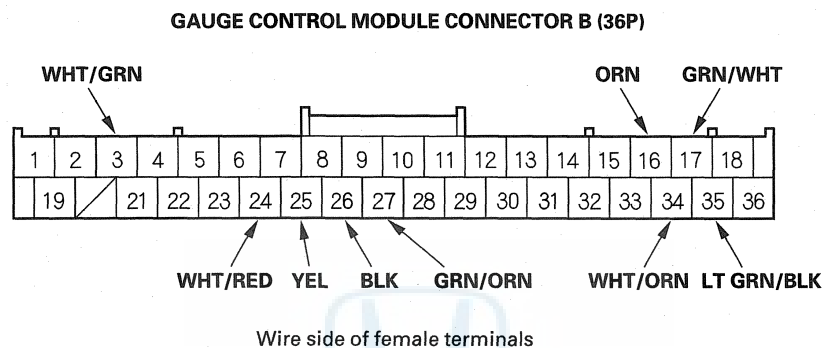 GAUGE CONTROL MODULE CONNECTOR B (36P)
WHT/GRN ORN GRN/WHT
1 2 3 4 5 6 7 8 9 10 11 12 13 14 15 16 17 18
19 21 22 23 24 25 26 27 28 29 30 31 32 33 34 35 36
WHT/RED YEL BLK GRN/ORN WHT/ORN LT GRN/BLK
Wire side of female terminals